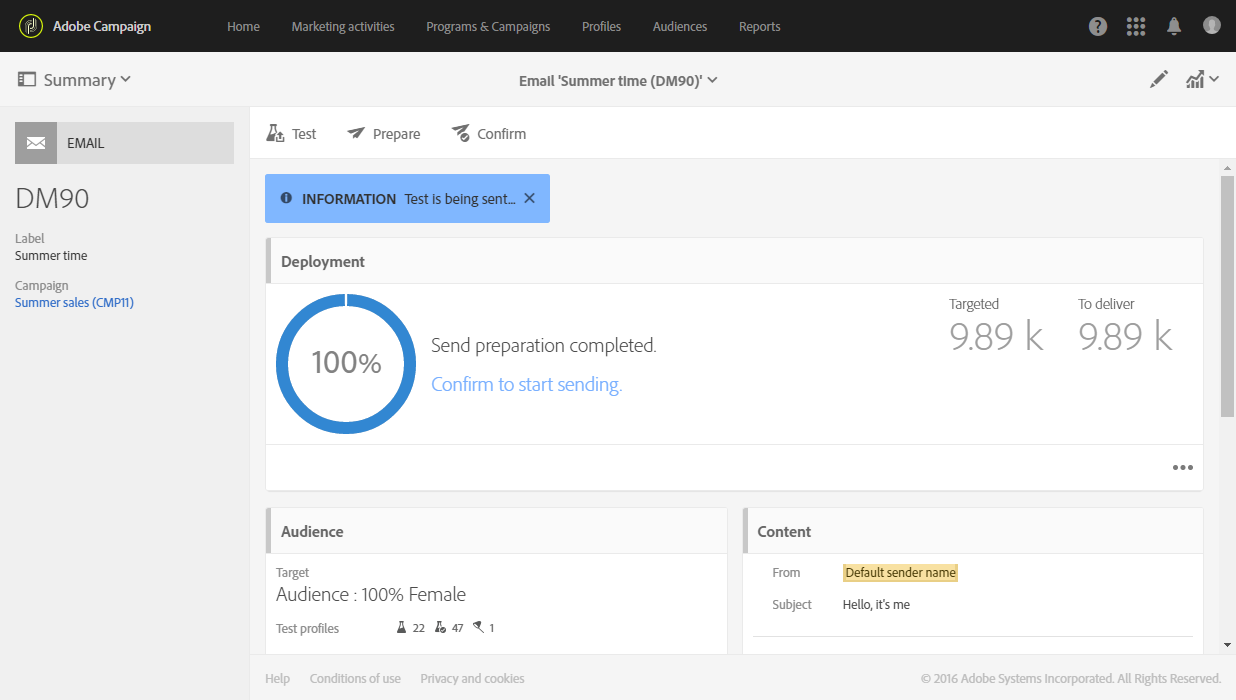 Adobe Campaign
Home Marketing activities Programs & Campaigns Profiles Audiences Reports
Summary
Email 'Summer time (DM90)'
EMAIL
DM90
Label
Summer time
Campaign
Summer sales (CMP11)
Test Prepare Confirm
INFORMATION Test is being sent...
Deployment
100%
Send preparation completed.
Confirm to start sending.
Targeted
9.89 k
To deliver
9.89 k
Audience
Target
Audience : 100% Female
Test profiles 22 47 1
Content
From Default sender name
Subject Hello, it's me
Help Conditions of use Privacy and cookies
© 2016 Adobe Systems Incorporated. All Rights Reserved.